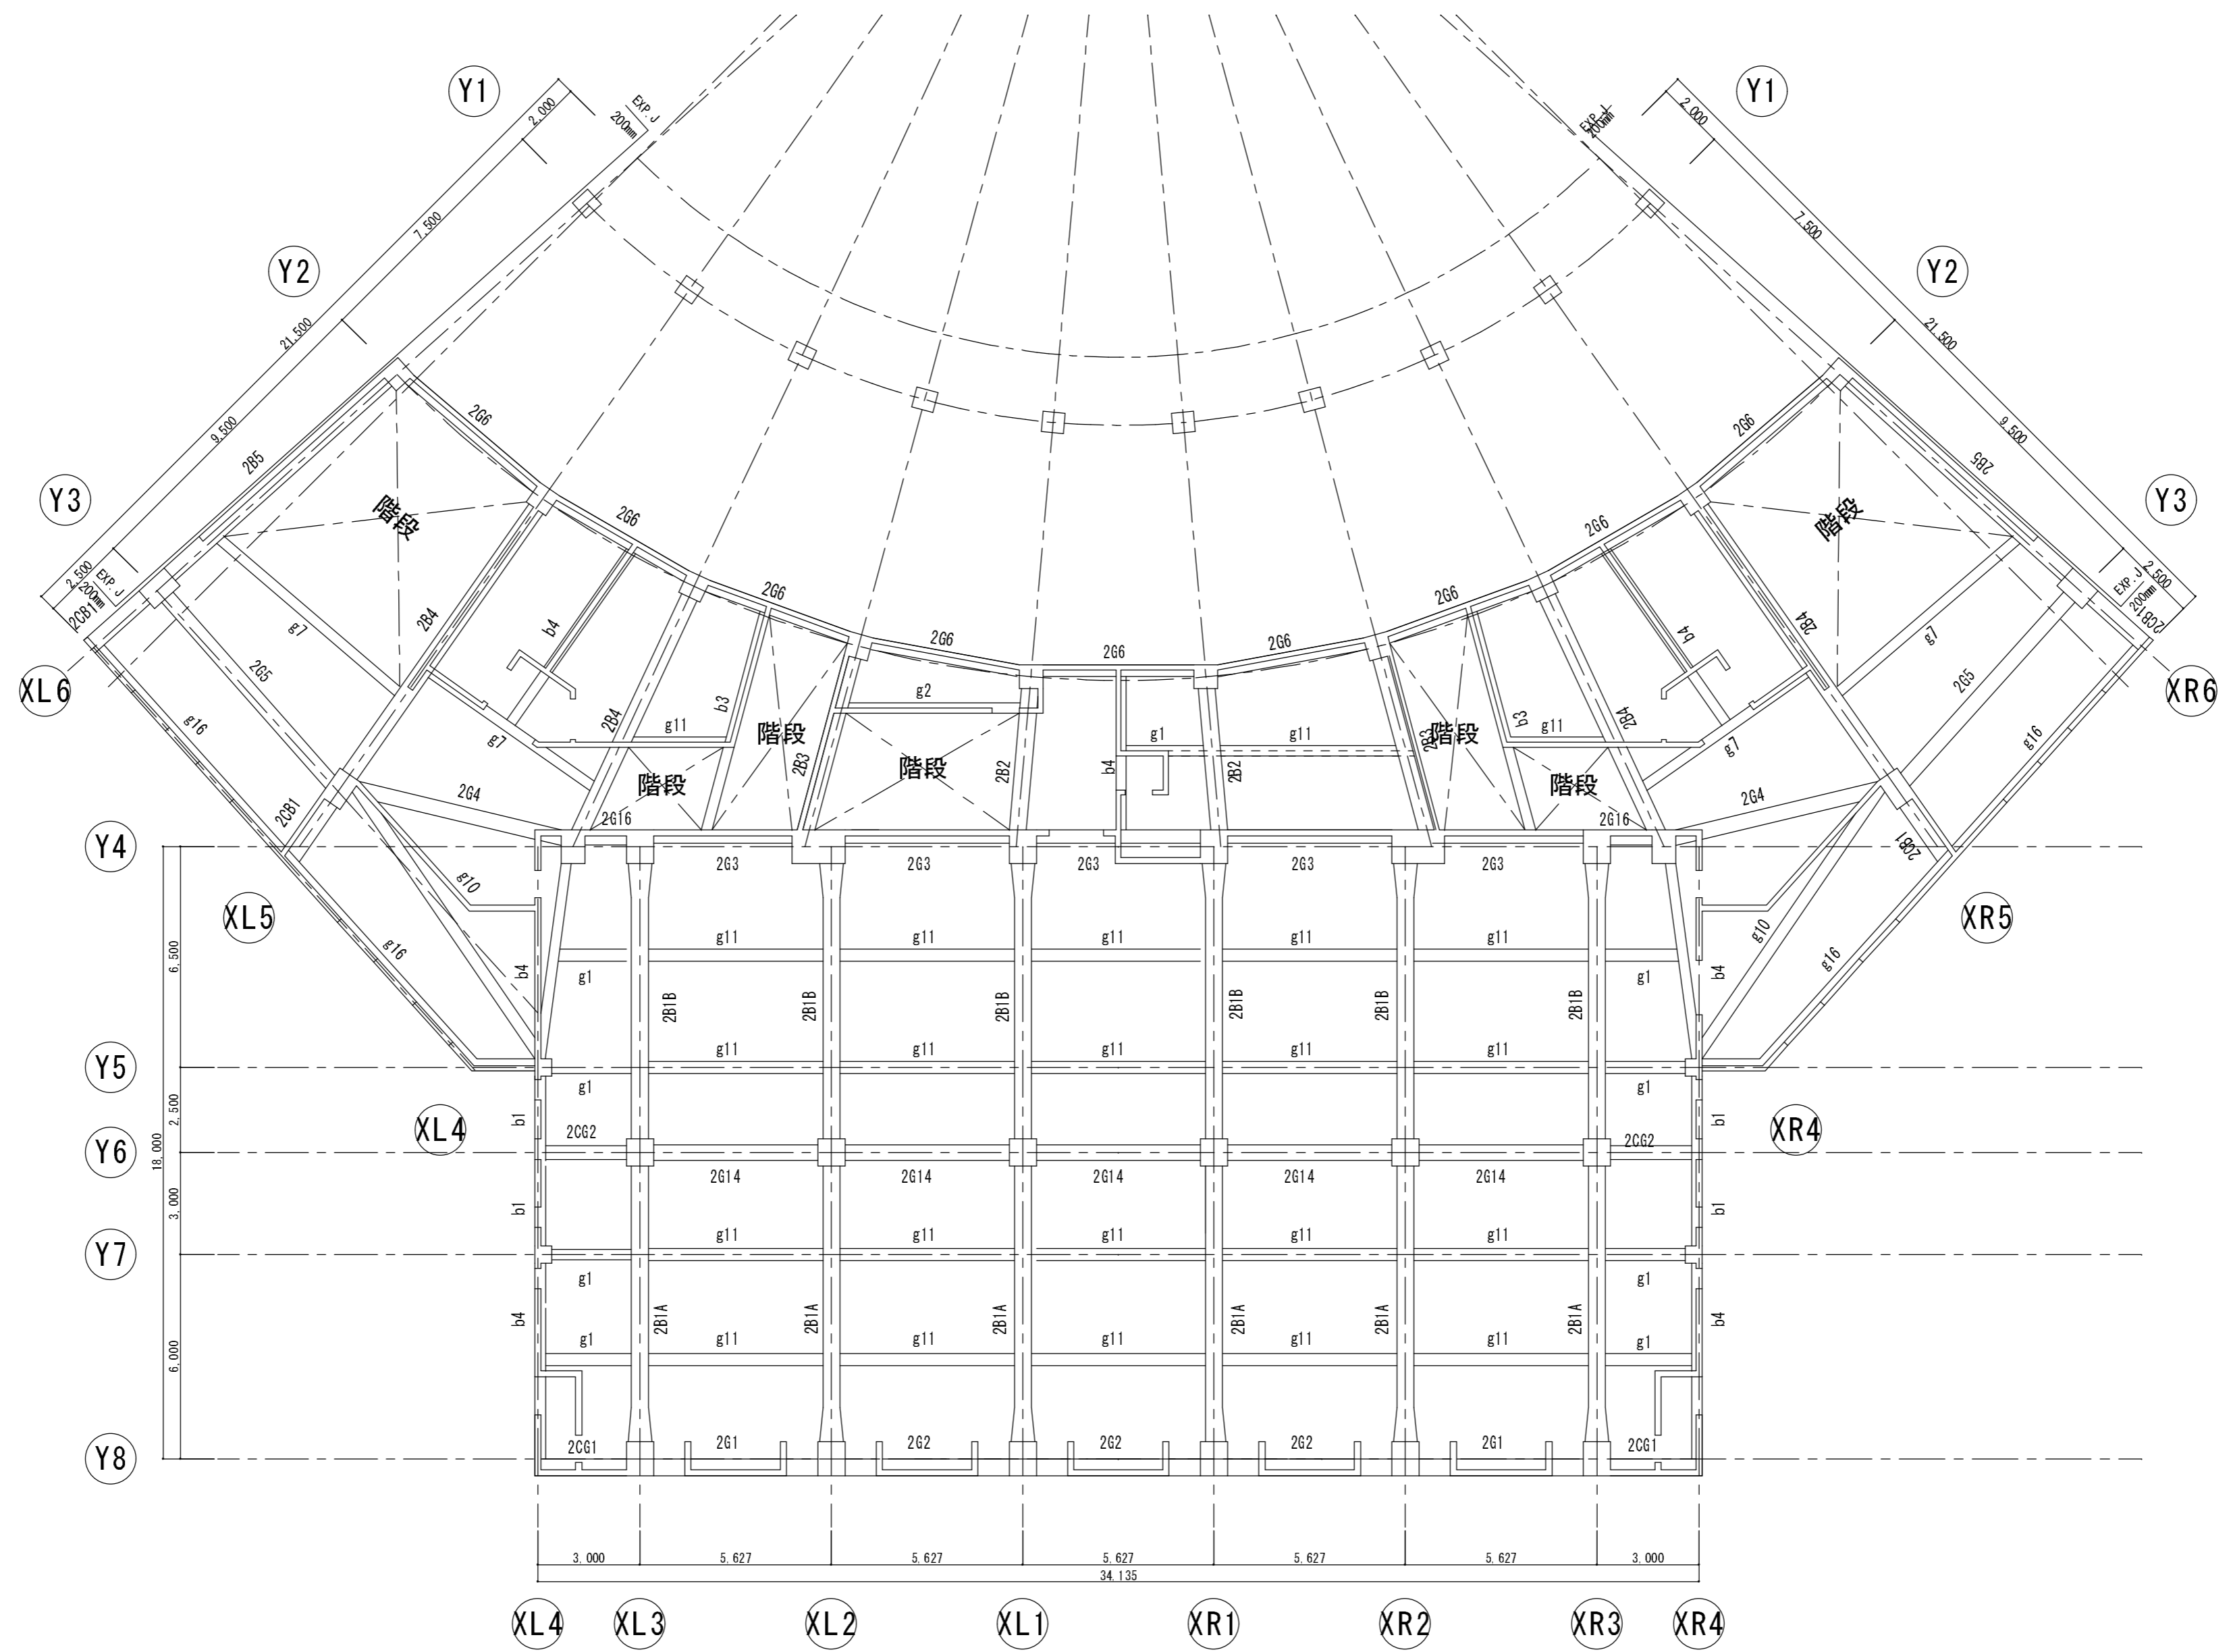 Y1
Y1
2,000
EXP.J
200mm
EXP.J
200mm
2,000
7,500
7,500
Y2
Y2
21,500
21,500
9,500
9,500
2G6
2G6
2B5
2B5
Y3
Y3
階段
階段
2G6
2G6
2,500
EXP.J
200mm
2CB1
2,500
EXP.J
200mm
2CB1
2G6
2G6
2B4
b4
b4
2B4
g7
g7
2G6
2G6
2G6
XL6
XR6
2G5
2G5
g16
g16
g2
b3
b3
2B4
2B4
g11
g11
階段
階段
g7
g7
g1
g11
2B3
2B3
2B2
2B2
b4
階段
階段
階段
2G4
2G4
2CB1
2CB1
2G16
2G16
Y4
2G3
2G3
2G3
2G3
2G3
g10
g10
XL5
XR5
g16
g16
6,500
g11
g11
g11
g11
g11
b4
b4
g1
g1
2B1B
2B1B
2B1B
2B1B
2B1B
2B1B
g11
g11
g11
g11
g11
Y5
g1
g1
2,500
b1
b1
XL4
XR4
2CG2
2CG2
Y6
18,000
2G14
2G14
2G14
2G14
2G14
3,000
b1
b1
g11
g11
g11
g11
g11
Y7
g1
g1
b4
b4
2B1A
2B1A
2B1A
2B1A
2B1A
2B1A
6,000
g1
g11
g11
g11
g11
g11
g1
2CG1
2G1
2G2
2G2
2G2
2G1
2CG1
Y8
3,000
5,627
5,627
5,627
5,627
5,627
3,000
34,135
XL4
XL3
XL2
XL1
XR1
XR2
XR3
XR4